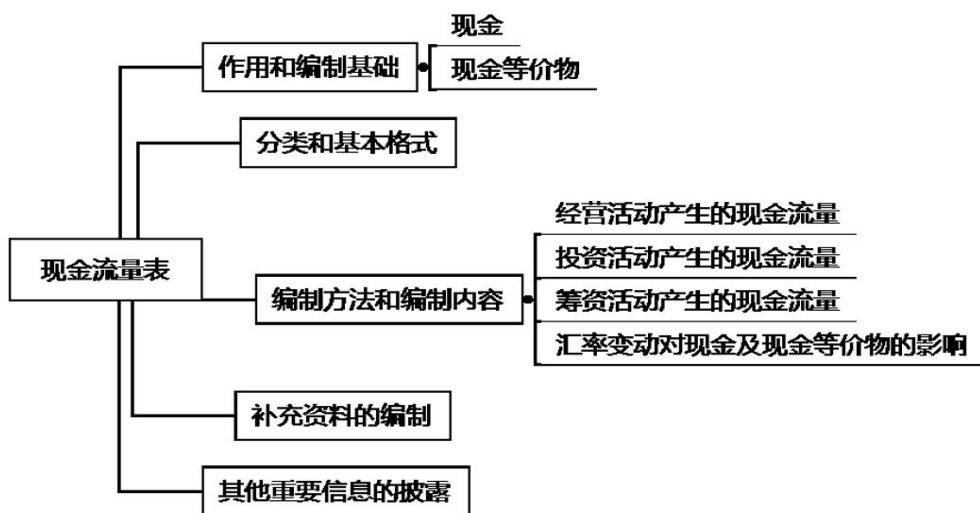 现金
作用和编制基础
现金等价物
分类和基本格式
经营活动产生的现金流量
投资活动产生的现金流量
现金流量表
编制方法和编制内容
筹资活动产生的现金流量
汇率变动对现金及现金等价物的影响
补充资料的编制
其他重要信息的披露